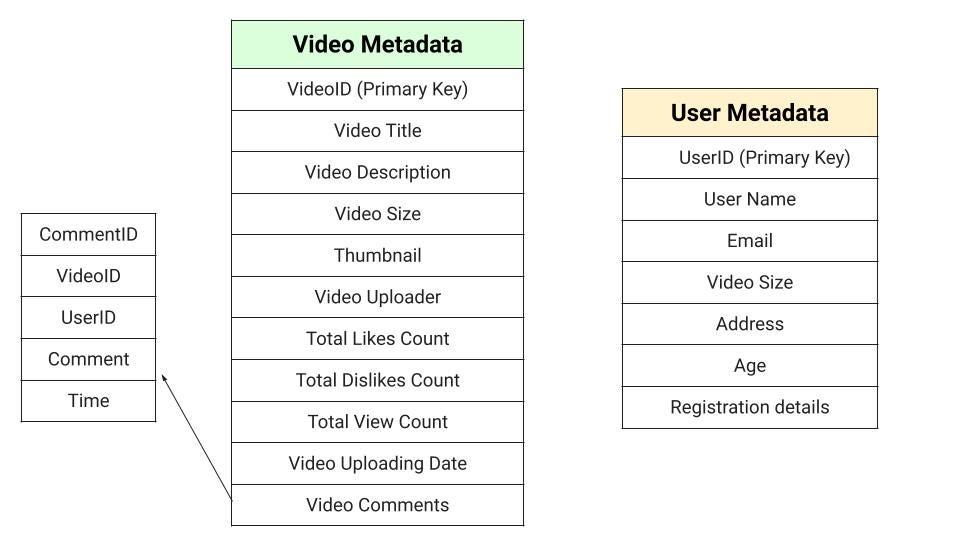 CommentID
VideoID
UserID
Comment
Time
Video Metadata
VideoID (Primary Key)
Video Title
Video Description
Video Size
Thumbnail
Video Uploader
Total Likes Count
Total Dislikes Count
Total View Count
Video Uploading Date
Video Comments
User Metadata
UserID (Primary Key)
User Name
Email
Video Size
Address
Age
Registration details